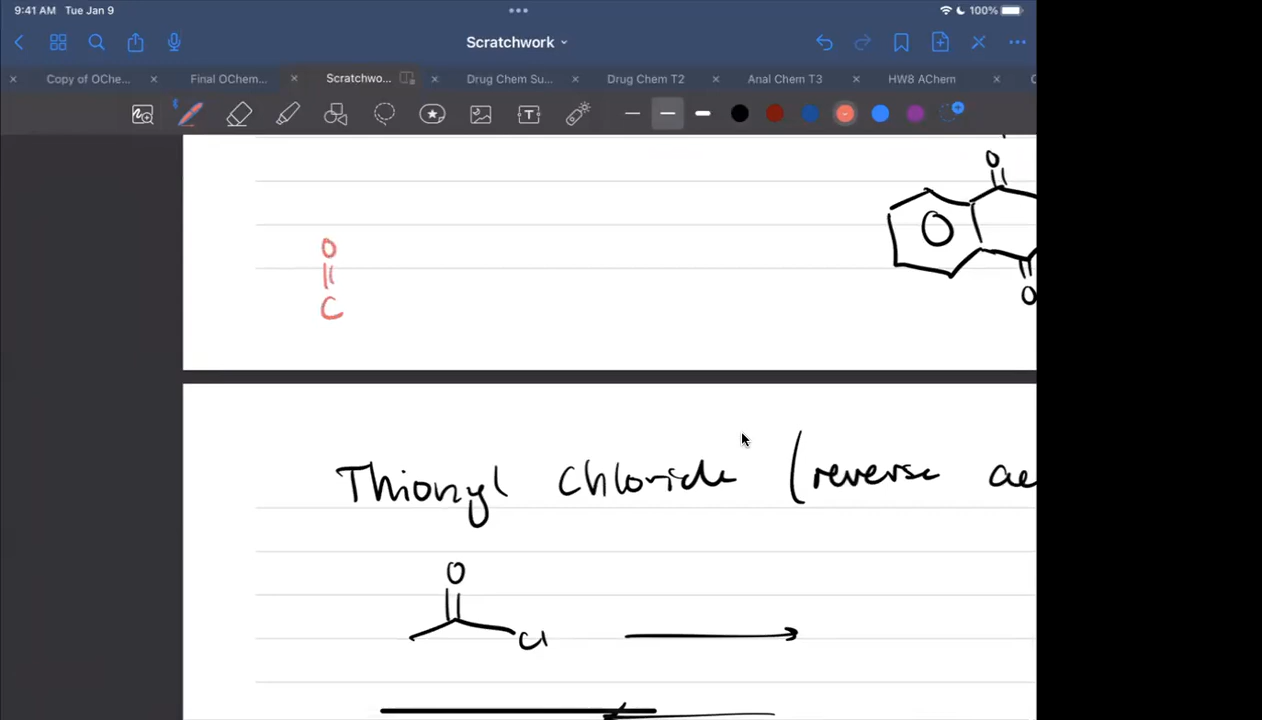 9:41 AM Tue Jan 9
100%
Scratchwork
Copy of OChe...
Final OChem...
Scratchwo...
Drug Chem Su...
Drug Chem T2
Anal Chem T3
HW8 AChem
O
O
C
O
O
Thionyl Chloride (reverse
O
Cl